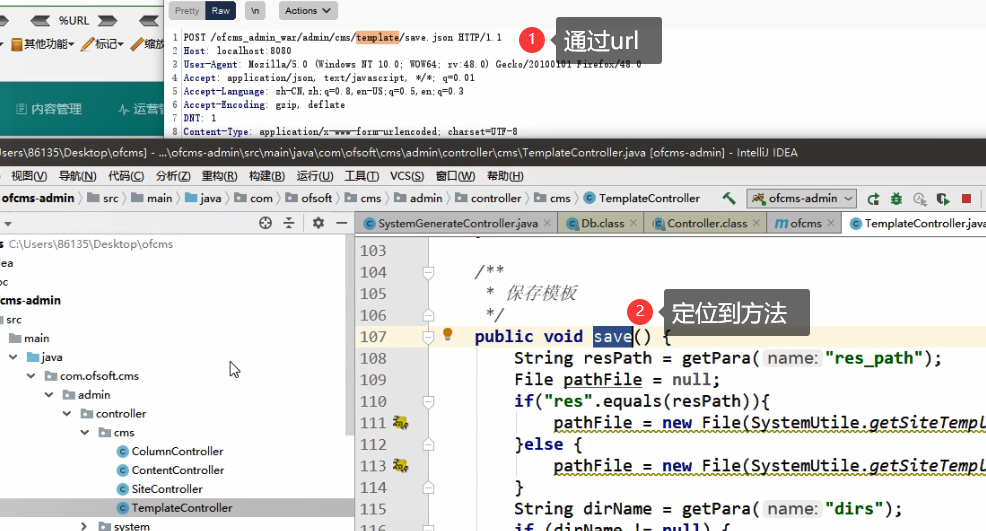 %URL
其他功能▾ 标记▾ 缩放
内容管理 运营管
Pretty Raw \n Actions
1 POST /ofcms_admin_war/admin/cms/template/save.json HTTP/1.1
2 Host: localhost:8080
3 User-Agent: Mozilla/5.0 (Windows NT 10.0; WOW64; rv:48.0) Gecko/20100101 Firefox/48.0
4 Accept: application/json, text/javascript, */*; q=0.01
5 Accept-Language: zh-CN,zh;q=0.8,en-US;q=0.5,en;q=0.3
6 Accept-Encoding: gzip, deflate
7 DNT: 1
8 Content-Type: application/x-www-form-urlencoded; charset=UTF-8
1 通过url
sers\86135\Desktop\ofcms] - ...\ofcms-admin\src\main\java\com\ofsoft\cms\admin\controller\cms\TemplateController.java [ofcms-admin] - IntelliJ IDEA
视图(V) 导航(N) 代码(C) 分析(Z) 重构(R) 构建(B) 运行(U) 工具(T) VCS(S) 窗口(W) 帮助(H)
ofcms-admin src main java com ofsoft cms admin controller cms TemplateController ofcms-admin
SystemGenerateController.java Db.class Controller.class ofcms TemplateController.java
s C:\Users\86135\Desktop\ofcms
ea
oc
fcms-admin
src
main
java
com.ofsoft.cms
admin
controller
cms
ColumnController
ContentController
SiteController
TemplateController
system
103
104 /**
105 * 保存模板
106 */
107 public void save() {
108 String resPath = getPara( name: "res_path");
109 File pathFile = null;
110 if("res".equals(resPath)){
111 pathFile = new File(SystemUtile.getSiteTempl
112 }else {
113 pathFile = new File(SystemUtile.getSiteTempl
114 }
115 String dirName = getPara( name: "dirs");
116 if (dirName != null) {
2 定位到方法